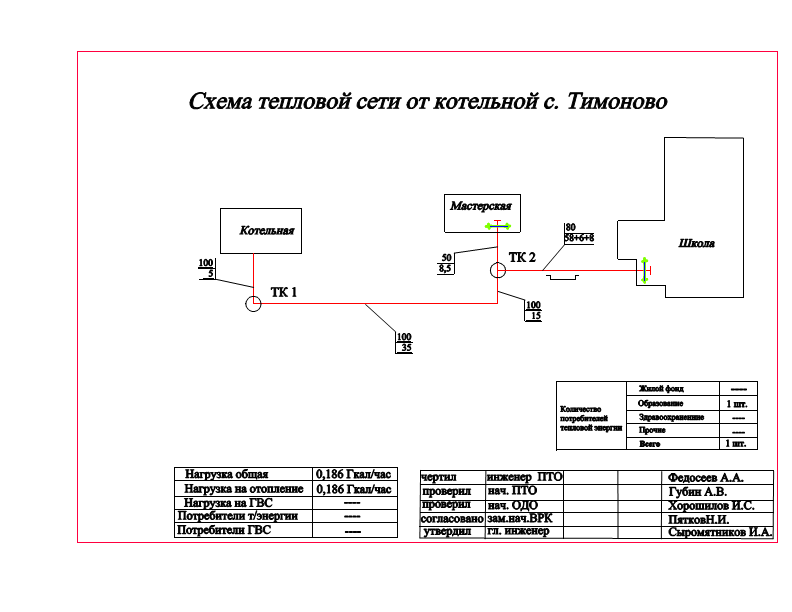 Схема тепловой сети от котельной с. Тимоново
Мастерская
Котельная
80
58+6+8
Школа
50
8,5
ТК 2
100
5
ТК 1
100
15
100
35
Количество
потребителей
тепловой энергии
Жилой фонд ----
Образование 1 шт.
Здравоохранение ----
Прочие ----
Всего 1 шт.
Нагрузка общая 0,186 Гкал/час
Нагрузка на отопление 0,186 Гкал/час
Нагрузка на ГВС ----
Потребители т/энергии ----
Потребители ГВС ----
чертил инженер ПТО Федосеев А.А.
проверил нач. ПТО Губин А.В.
проверил нач. ОДО Хорошилов И.С.
согласовано зам.нач.ВРК ПятковН.И.
утвердил гл. инженер Сыромятников И.А.